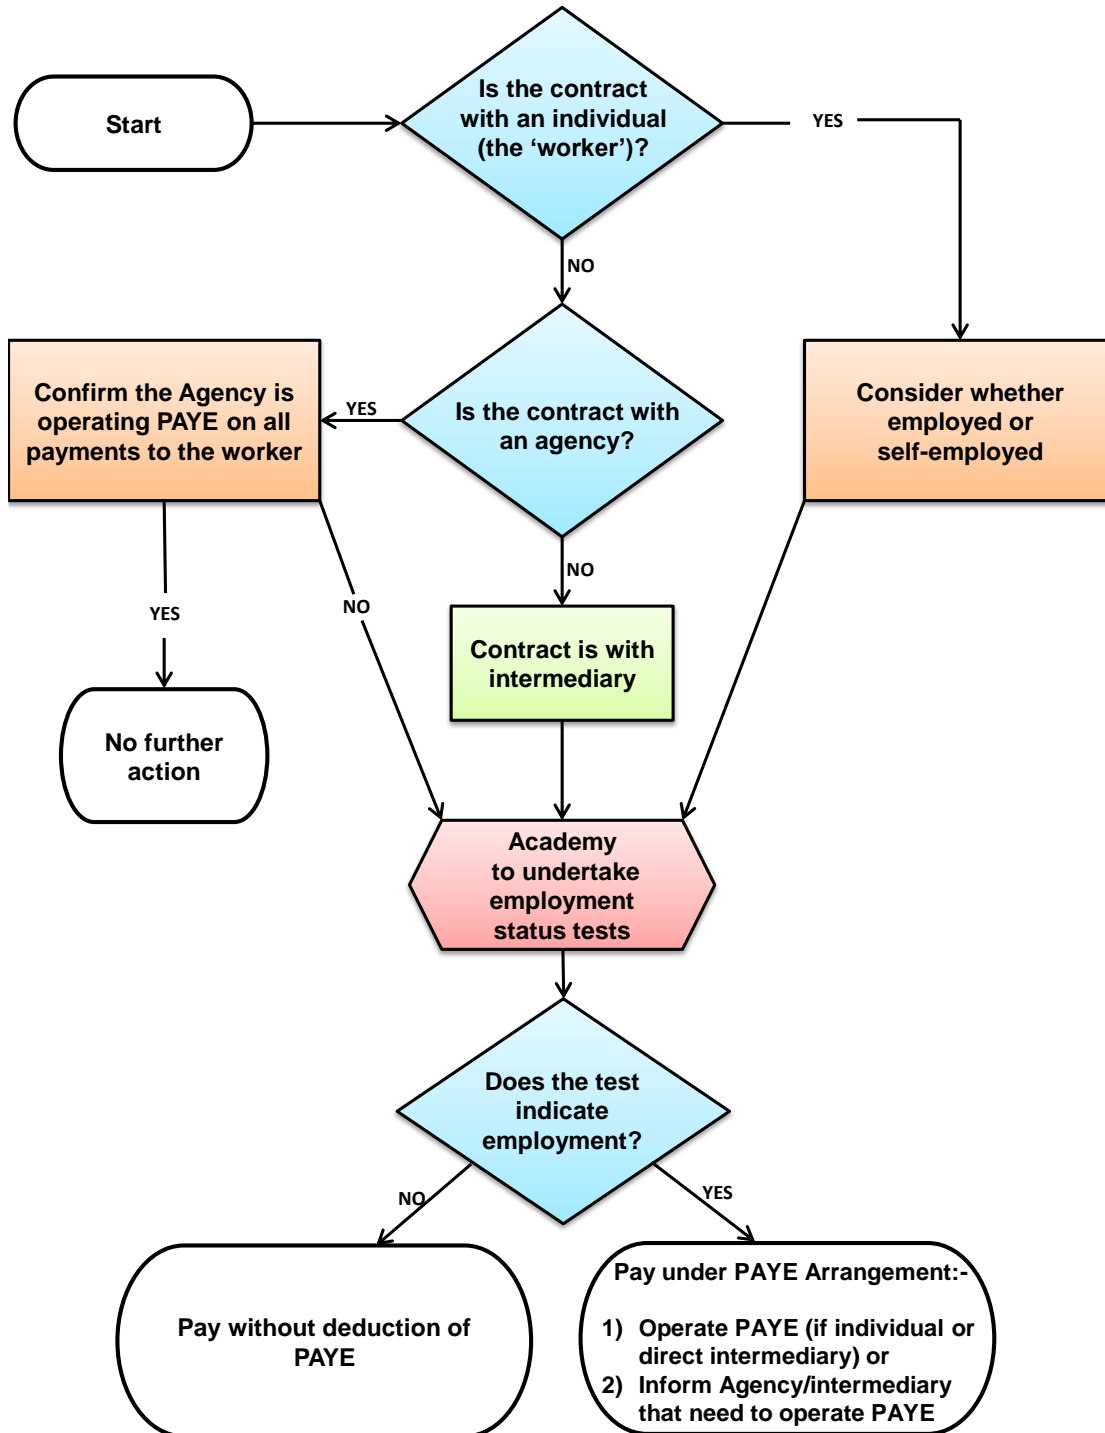 Start
Is the contract
with an individual
(the ‘worker’)?
YES
NO
Confirm the Agency is
operating PAYE on all
payments to the worker
YES
Is the contract with
an agency?
Consider whether
employed or
self-employed
NO
YES
NO
Contract is with
intermediary
No further
action
Academy
to undertake
employment
status tests
Does the test
indicate
employment?
NO
YES
Pay without deduction of
PAYE
Pay under PAYE Arrangement:-
1) Operate PAYE (if individual or
direct intermediary) or
2) Inform Agency/intermediary
that need to operate PAYE